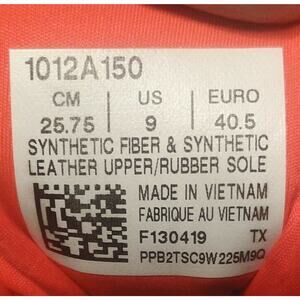 1012A150
CM US EURO
25.75 9 40.5
SYNTHETIC FIBER & SYNTHETIC
LEATHER UPPER/RUBBER SOLE
MADE IN VIETNAM
FABRIQUE AU VIETNAM
F130419 TX
PPB2TSC9W225M9Q